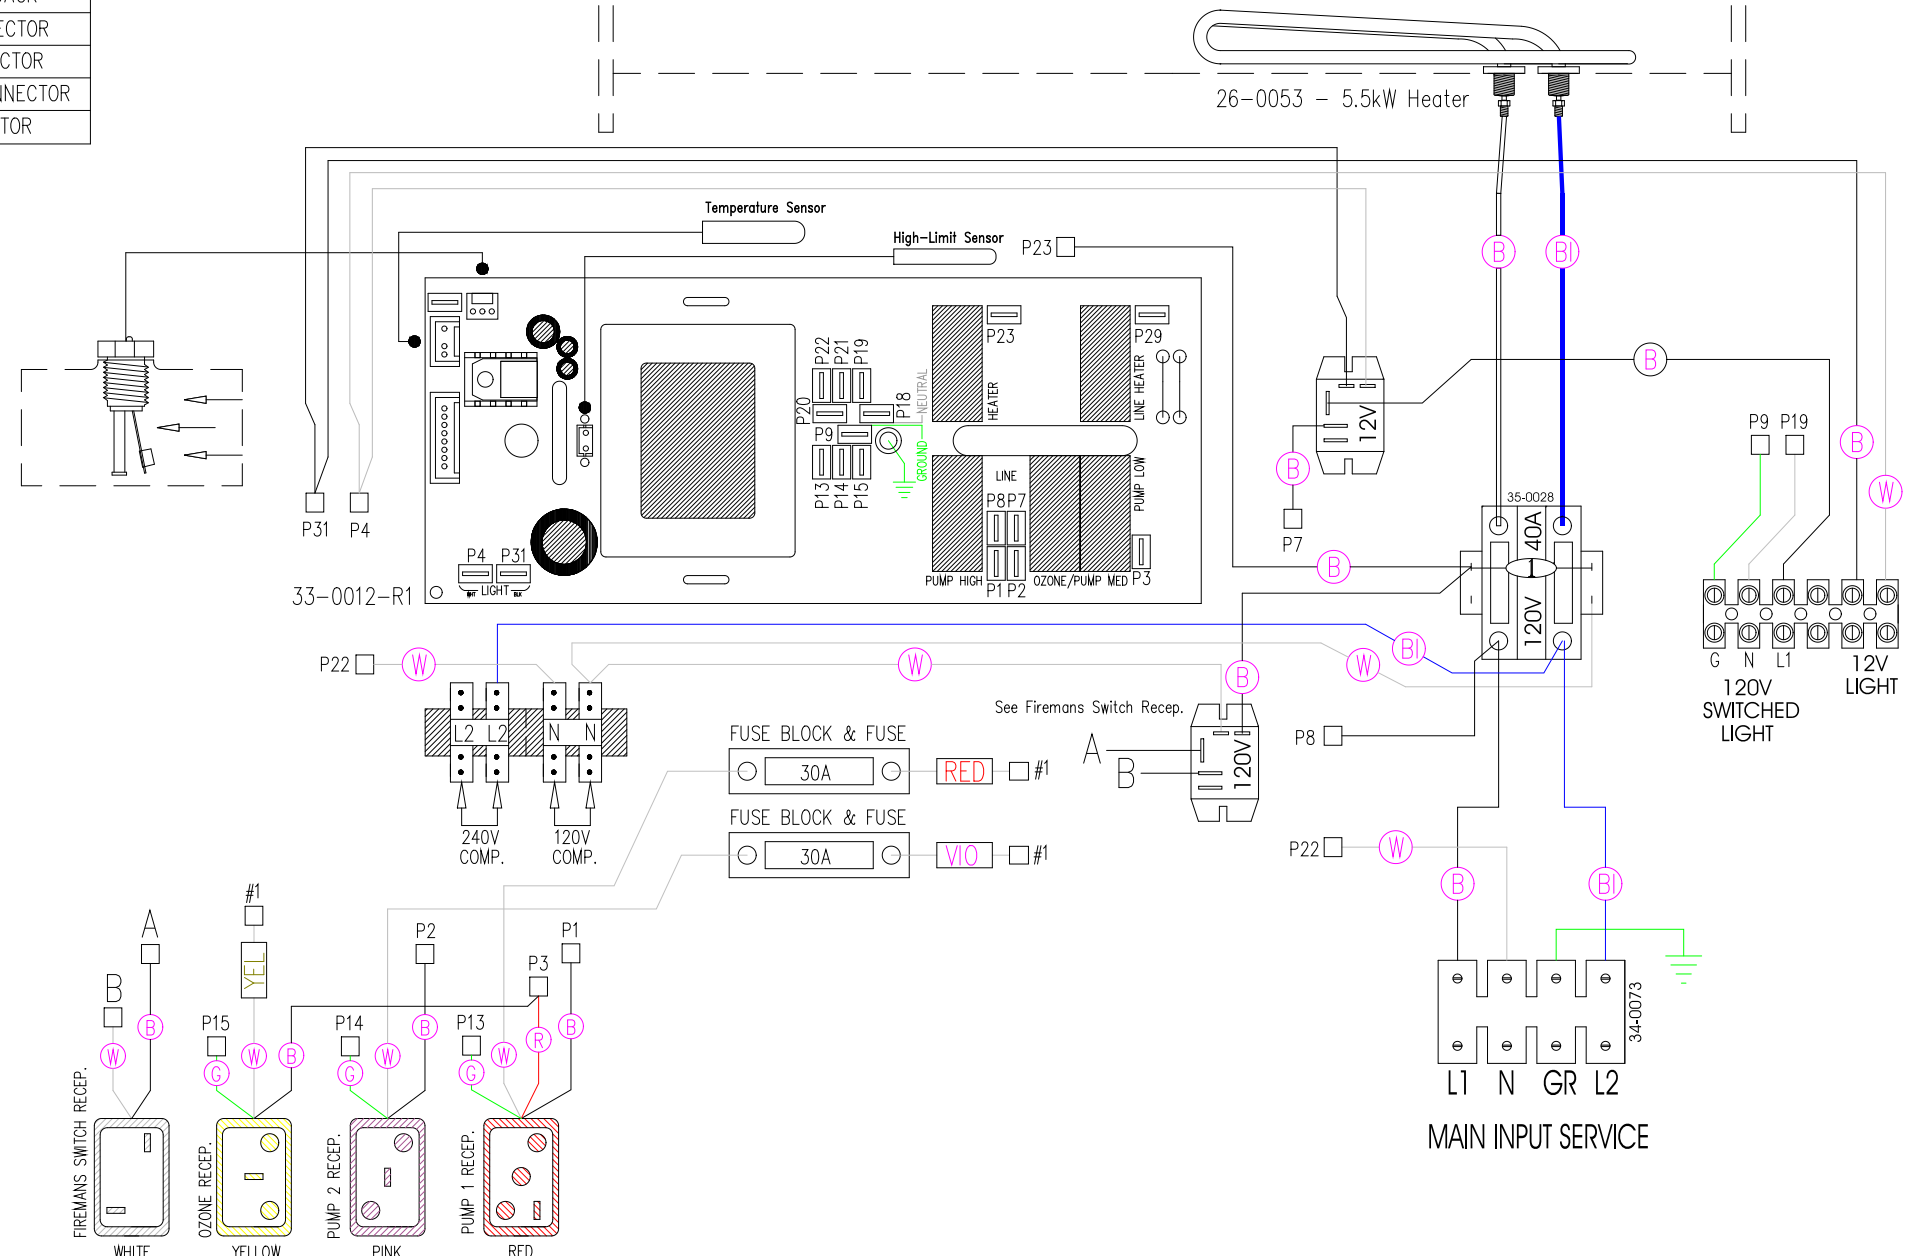 ECTOR
CTOR
NNECTOR
TOR
26-0053 - 5.5kW Heater
Temperature Sensor
High-Limit Sensor
P23
P31
P4
33-0012-R1
P4
P31
LIGHT
WHT
BLK
P22
P21
P19
P20
P18
P9
P13
P14
P15
NEUTRAL
GROUND
P23
HEATER
P29
LINE HEATER
LINE
P8
P7
PUMP LOW
PUMP HIGH
P1
P2
OZONE/PUMP MED
P3
12V
B
P7
B
B
BI
B
35-0028
40A
1
120V
B
P9
P19
B
W
G
N
L1
120V
SWITCHED
LIGHT
12V
LIGHT
P22
W
W
BI
W
B
L2
L2
N
N
240V
COMP.
120V
COMP.
See Firemans Switch Recep.
A
B
120V
P8
FUSE BLOCK & FUSE
30A
RED
#1
FUSE BLOCK & FUSE
30A
VIO
#1
P22
W
B
BI
34-0073
L1
N
GR
L2
MAIN INPUT SERVICE
#1
YEL
A
B
B
W
P15
G
W
B
P14
G
W
P2
B
P13
G
W
P3
R
P1
B
FIREMANS SWITCH RECEP.
OZONE RECEP.
PUMP 2 RECEP.
PUMP 1 RECEP.
WHITE
YELLOW
PINK
RED